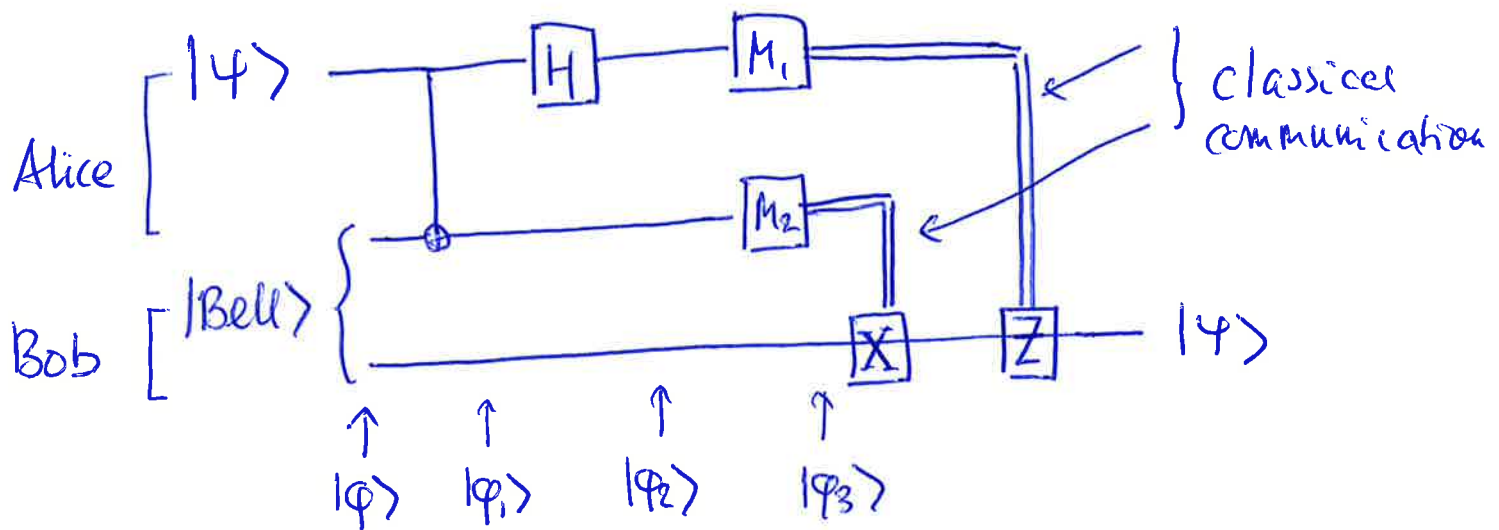 |ψ> H M₁ } classical
communication
Alice
M₂
|Bell> {
Bob X Z |ψ>
|φ> |φ₁> |φ₂> |φ₃>